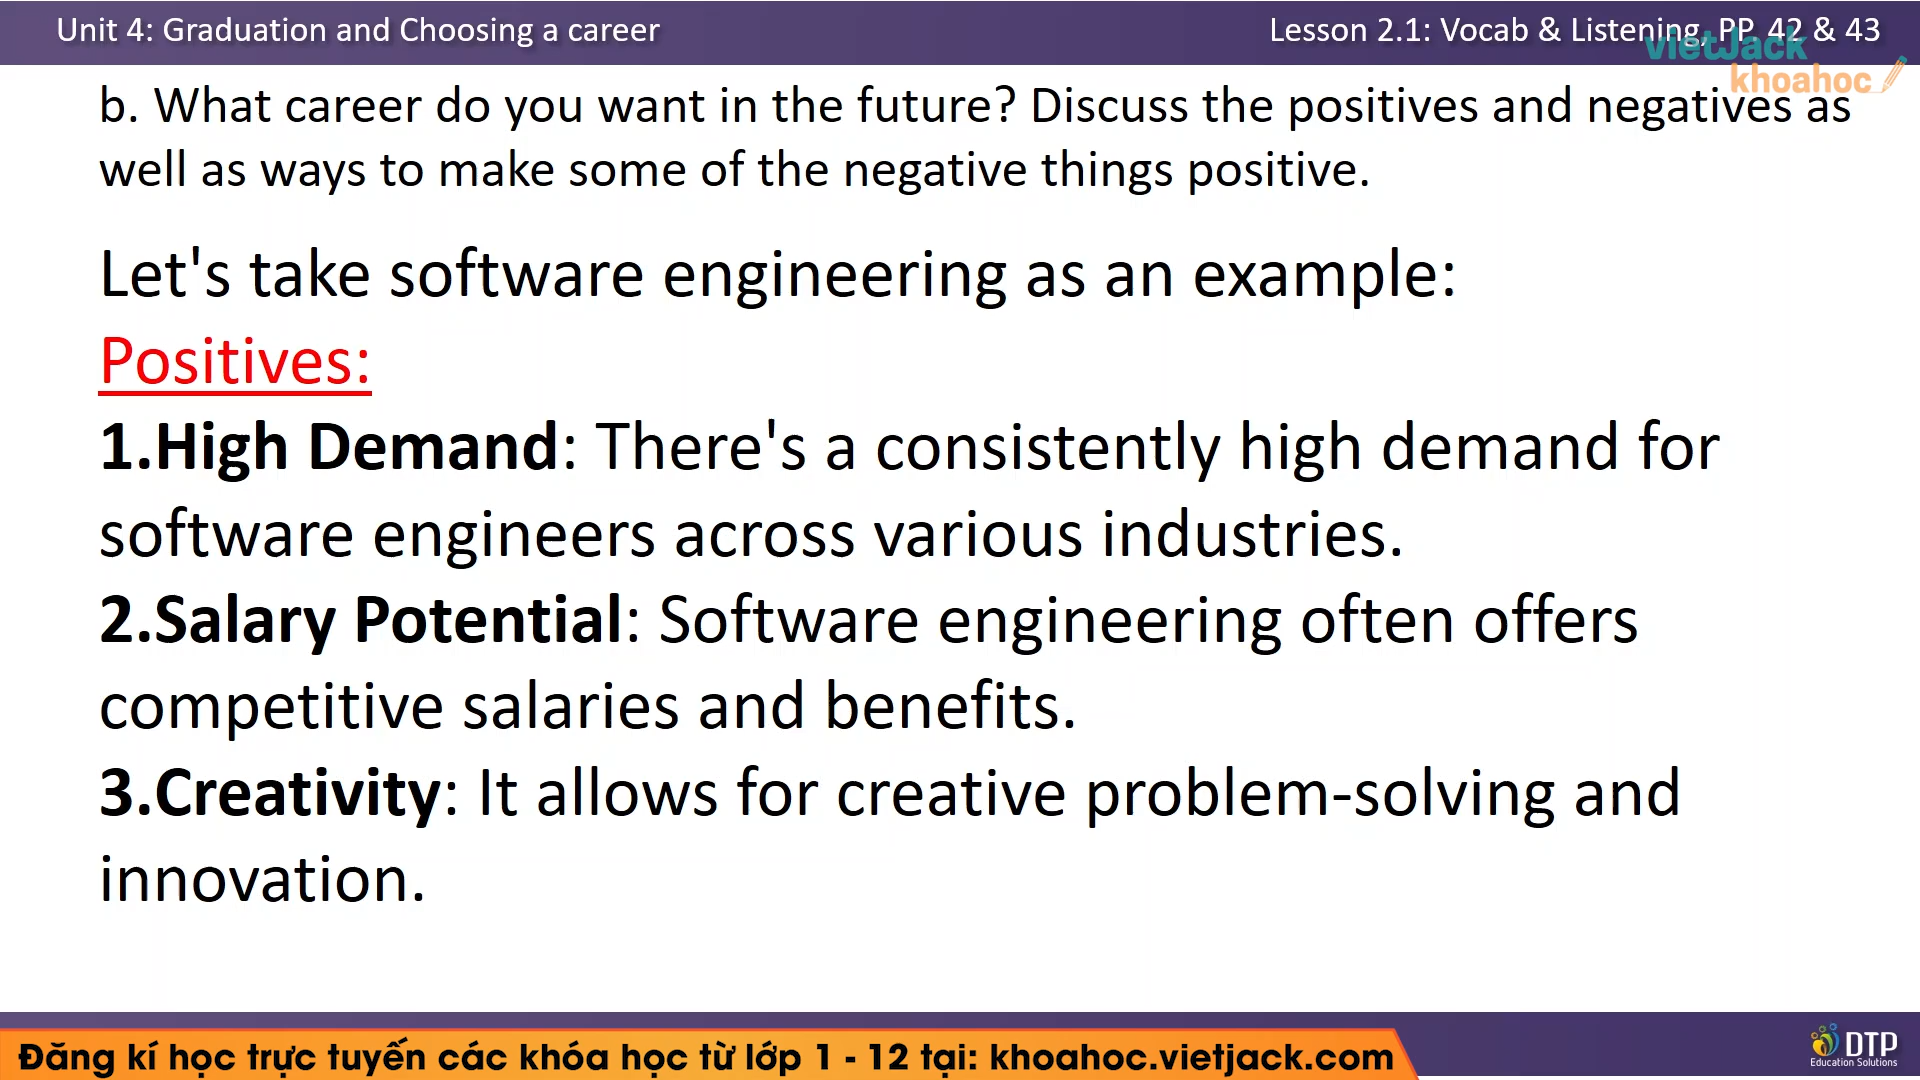 Unit 4: Graduation and Choosing a career
Lesson 2.1: Vocab & Listening, PP. 42 & 43
vietJack
khoahoc
b. What career do you want in the future? Discuss the positives and negatives as
well as ways to make some of the negative things positive.
Let's take software engineering as an example:
Positives:
1.High Demand: There's a consistently high demand for
software engineers across various industries.
2.Salary Potential: Software engineering often offers
competitive salaries and benefits.
3.Creativity: It allows for creative problem-solving and
innovation.
Đăng kí học trực tuyến các khóa học từ lớp 1 - 12 tại: khoahoc.vietjack.com
DTP
Education Solutions